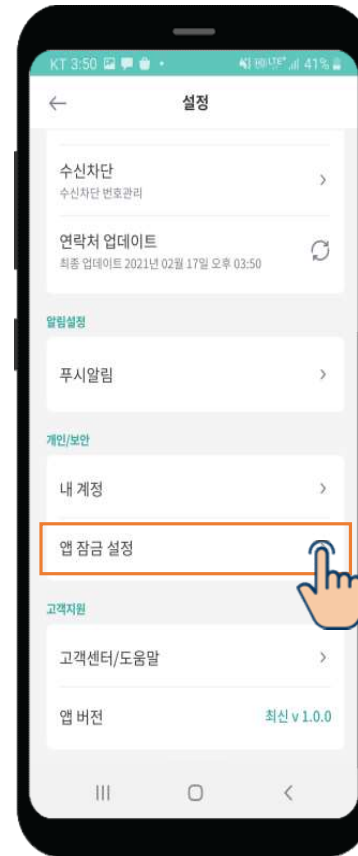 KT 3:50
41%
설정
수신차단
수신차단 번호관리
연락처 업데이트
최종 업데이트 2021년 02월 17일 오후 03:50
알림설정
푸시알림
개인/보안
내 계정
앱 잠금 설정
고객지원
고객센터/도움말
앱 버전
최신 v 1.0.0